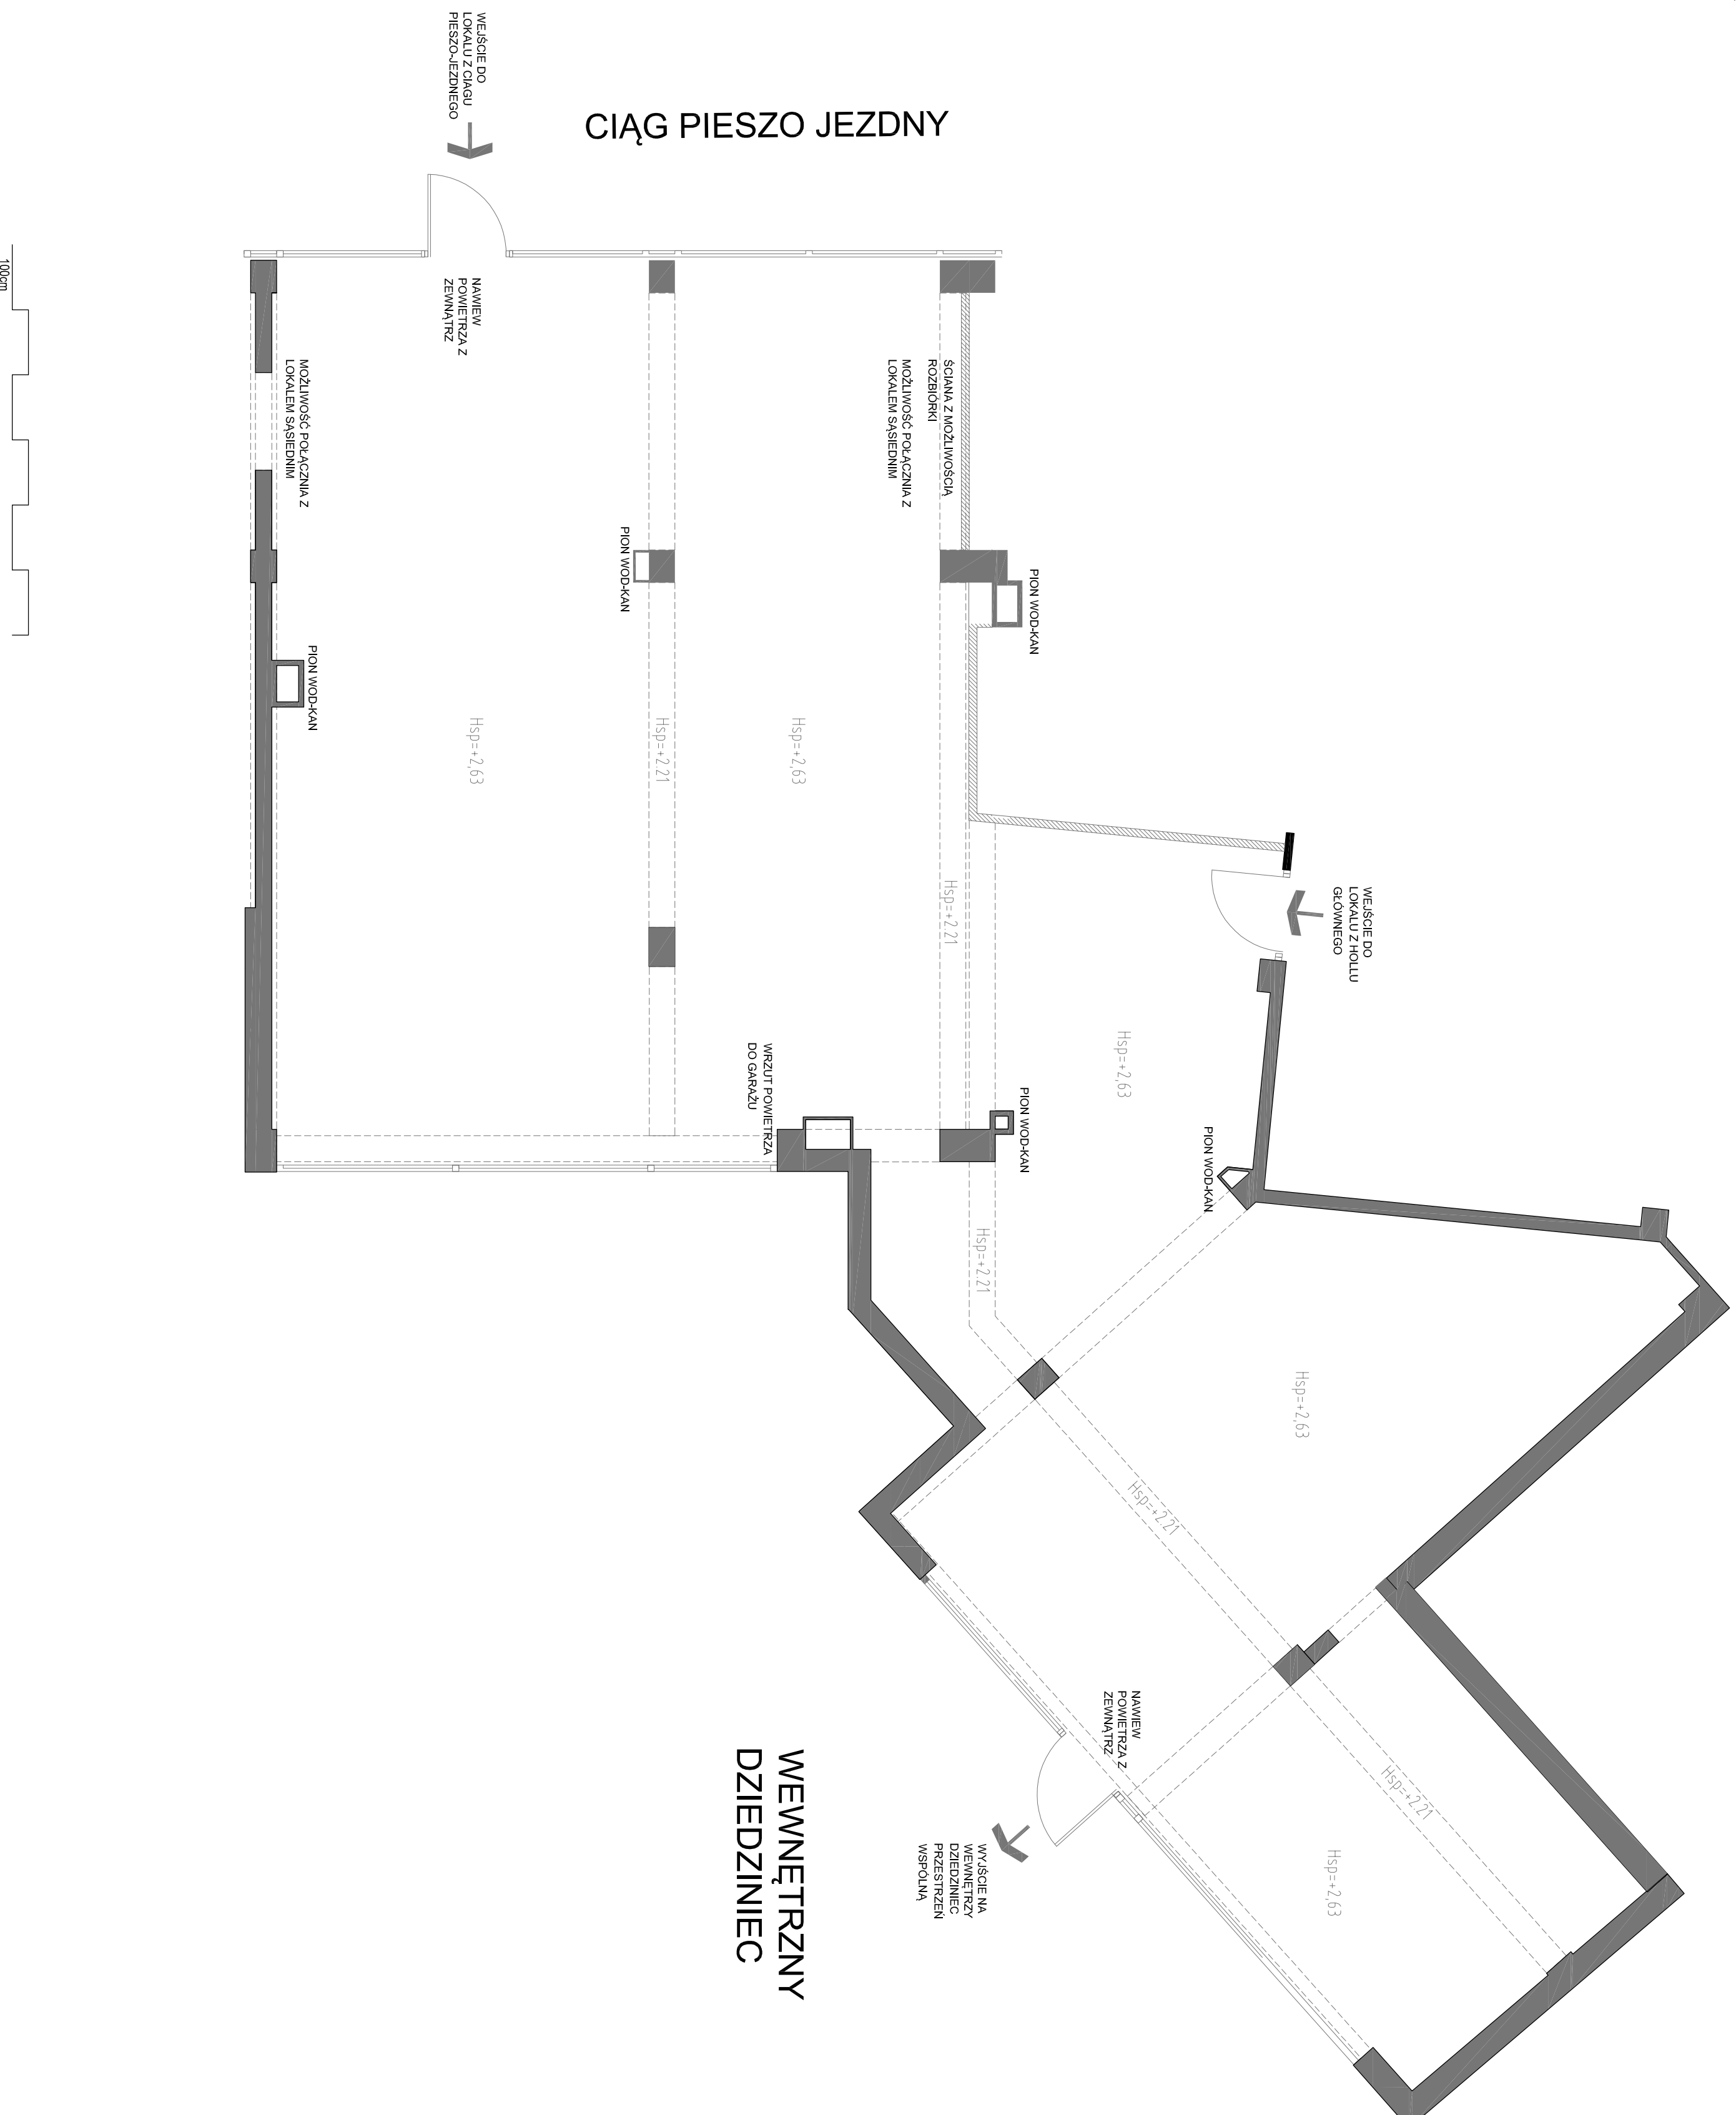 WEJŚCIE DO
LOKALU Z CIAGU
PIESZO-JEZDNEGO
CIĄG PIESZO JEZDNY
100cm
NAWIEW
POWIETRZA Z
ZEWNĄTRZ
MOŻLIWOŚĆ POŁĄCZNIA Z
LOKALEM SĄSIEDNIM
ŚCIANA Z MOŻLIWOŚCIĄ
ROZBIÓRKI
MOŻLIWOŚĆ POŁĄCZNIA Z
LOKALEM SĄSIEDNIM
PION WOD-KAN
PION WOD-KAN
PION WOD-KAN
Hsp=+2,63
Hsp=+2.21
Hsp=+2,63
Hsp=+2.21
WEJŚCIE DO
LOKALU Z HOLLU
GŁÓWNEGO
Hsp=+2,63
WRZUT POWIETRZA
DO GARAŻU
PION WOD-KAN
PION WOD-KAN
Hsp=+2.21
Hsp=+2,63
Hsp=+2.21
NAWIEW
POWIETRZA Z
ZEWNĄTRZ
Hsp=+2.21
Hsp=+2,63
WYJŚCIE NA
WEWNĘTRZY
DZIEDZINIEC
PRZESTRZEŃ
WSPÓLNĄ
WEWNĘTRZNY
DZIEDZINIEC